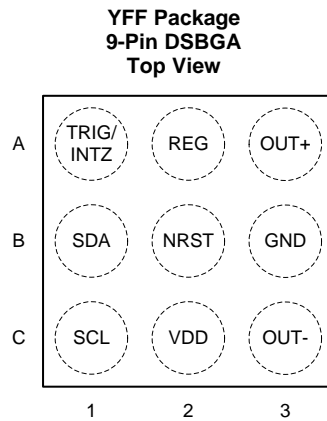 YFF Package
9-Pin DSBGA
Top View
A
TRIG/
INTZ
REG
OUT+
B
SDA
NRST
GND
C
SCL
VDD
OUT-
1
2
3